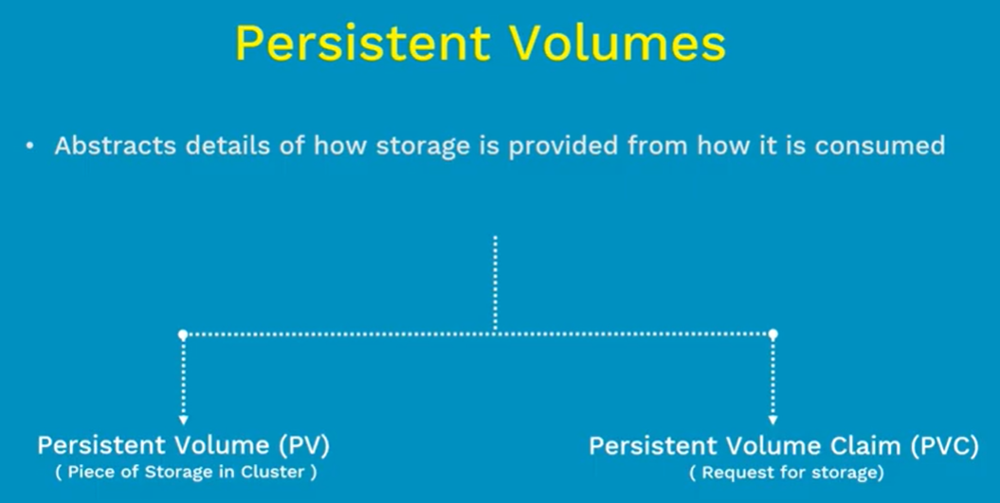 Persistent Volumes
• Abstracts details of how storage is provided from how it is consumed
Persistent Volume (PV)
( Piece of Storage in Cluster )
Persistent Volume Claim (PVC)
( Request for storage)